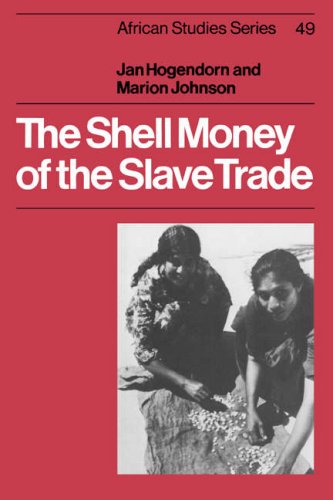 African Studies Series 49
Jan Hogendorn and
Marion Johnson
The Shell Money
of the Slave Trade